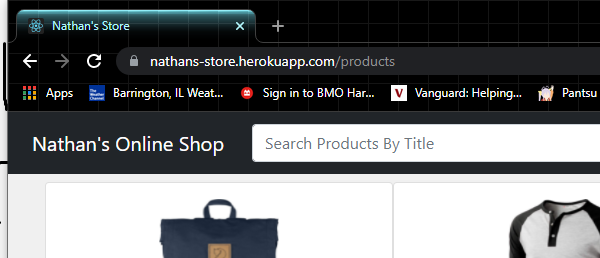 Nathan's Store
nathans-store.herokuapp.com/products
Apps
The Weather Channel
Barrington, IL Weat...
Sign in to BMO Har...
V
Vanguard: Helping...
Pantsu
Nathan's Online Shop
Search Products By Title